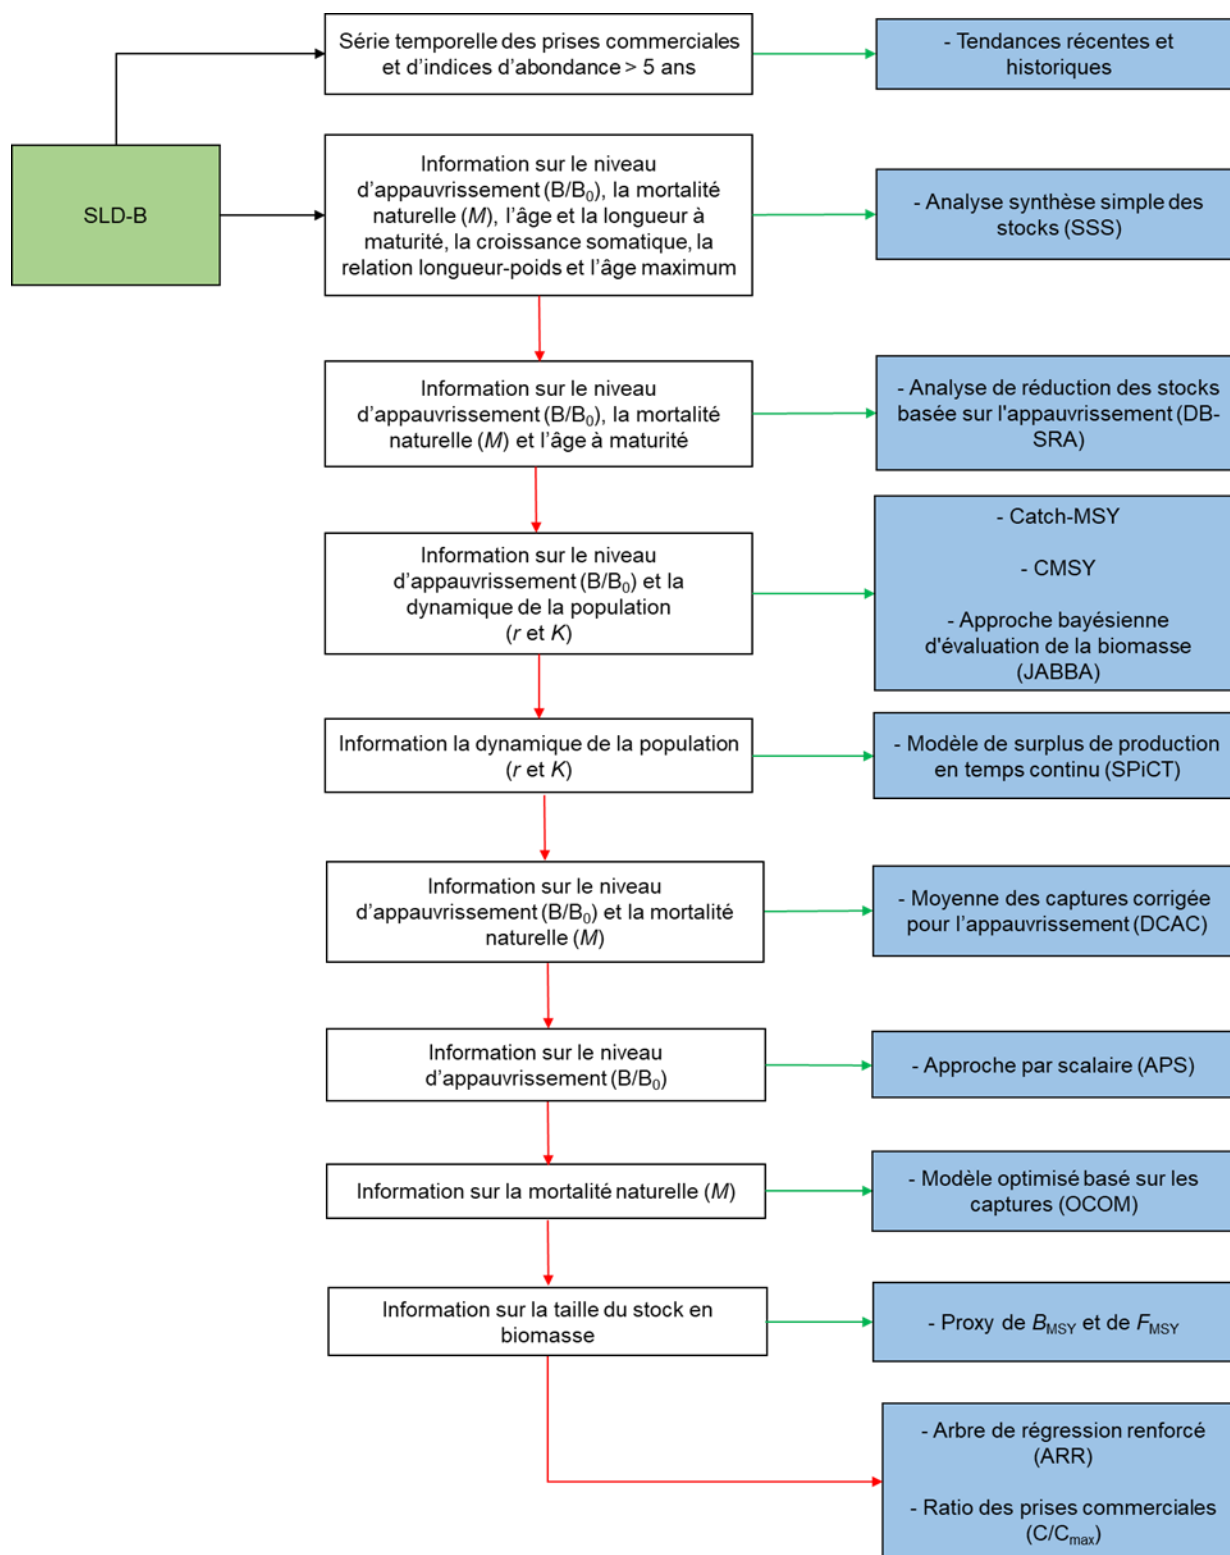 Série temporelle des prises commerciales
et d'indices d'abondance > 5 ans
- Tendances récentes et
historiques
SLD-B
Information sur le niveau
d'appauvrissement (B/B₀), la mortalité
naturelle (M), l'âge et la longueur à
maturité, la croissance somatique, la
relation longueur-poids et l'âge maximum
- Analyse synthèse simple des
stocks (SSS)
Information sur le niveau
d'appauvrissement (B/B₀), la mortalité
naturelle (M) et l'âge à maturité
- Analyse de réduction des stocks
basée sur l'appauvrissement (DB-
SRA)
Information sur le niveau
d'appauvrissement (B/B₀) et la
dynamique de la population
(r et K)
- Catch-MSY
- CMSY
- Approche bayésienne
d'évaluation de la biomasse
(JABBA)
Information la dynamique de la population
(r et K)
- Modèle de surplus de production
en temps continu (SPiCT)
Information sur le niveau
d'appauvrissement (B/B₀) et la mortalité
naturelle (M)
- Moyenne des captures corrigée
pour l'appauvrissement (DCAC)
Information sur le niveau
d'appauvrissement (B/B₀)
- Approche par scalaire (APS)
Information sur la mortalité naturelle (M)
- Modèle optimisé basé sur les
captures (OCOM)
Information sur la taille du stock en
biomasse
- Proxy de BMSY et de FMSY
- Arbre de régression renforcé
(ARR)
- Ratio des prises commerciales
(C/Cmax)